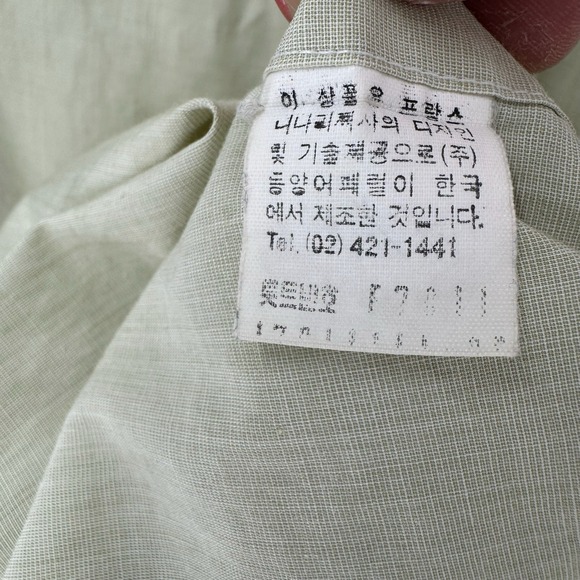 이 상품은 프랑스
니나리찌사의 디자인
및 기술제공으로 (주)
동양어패럴이 한국
에서 제조한 것입니다.
Tel. (02) 421-1441